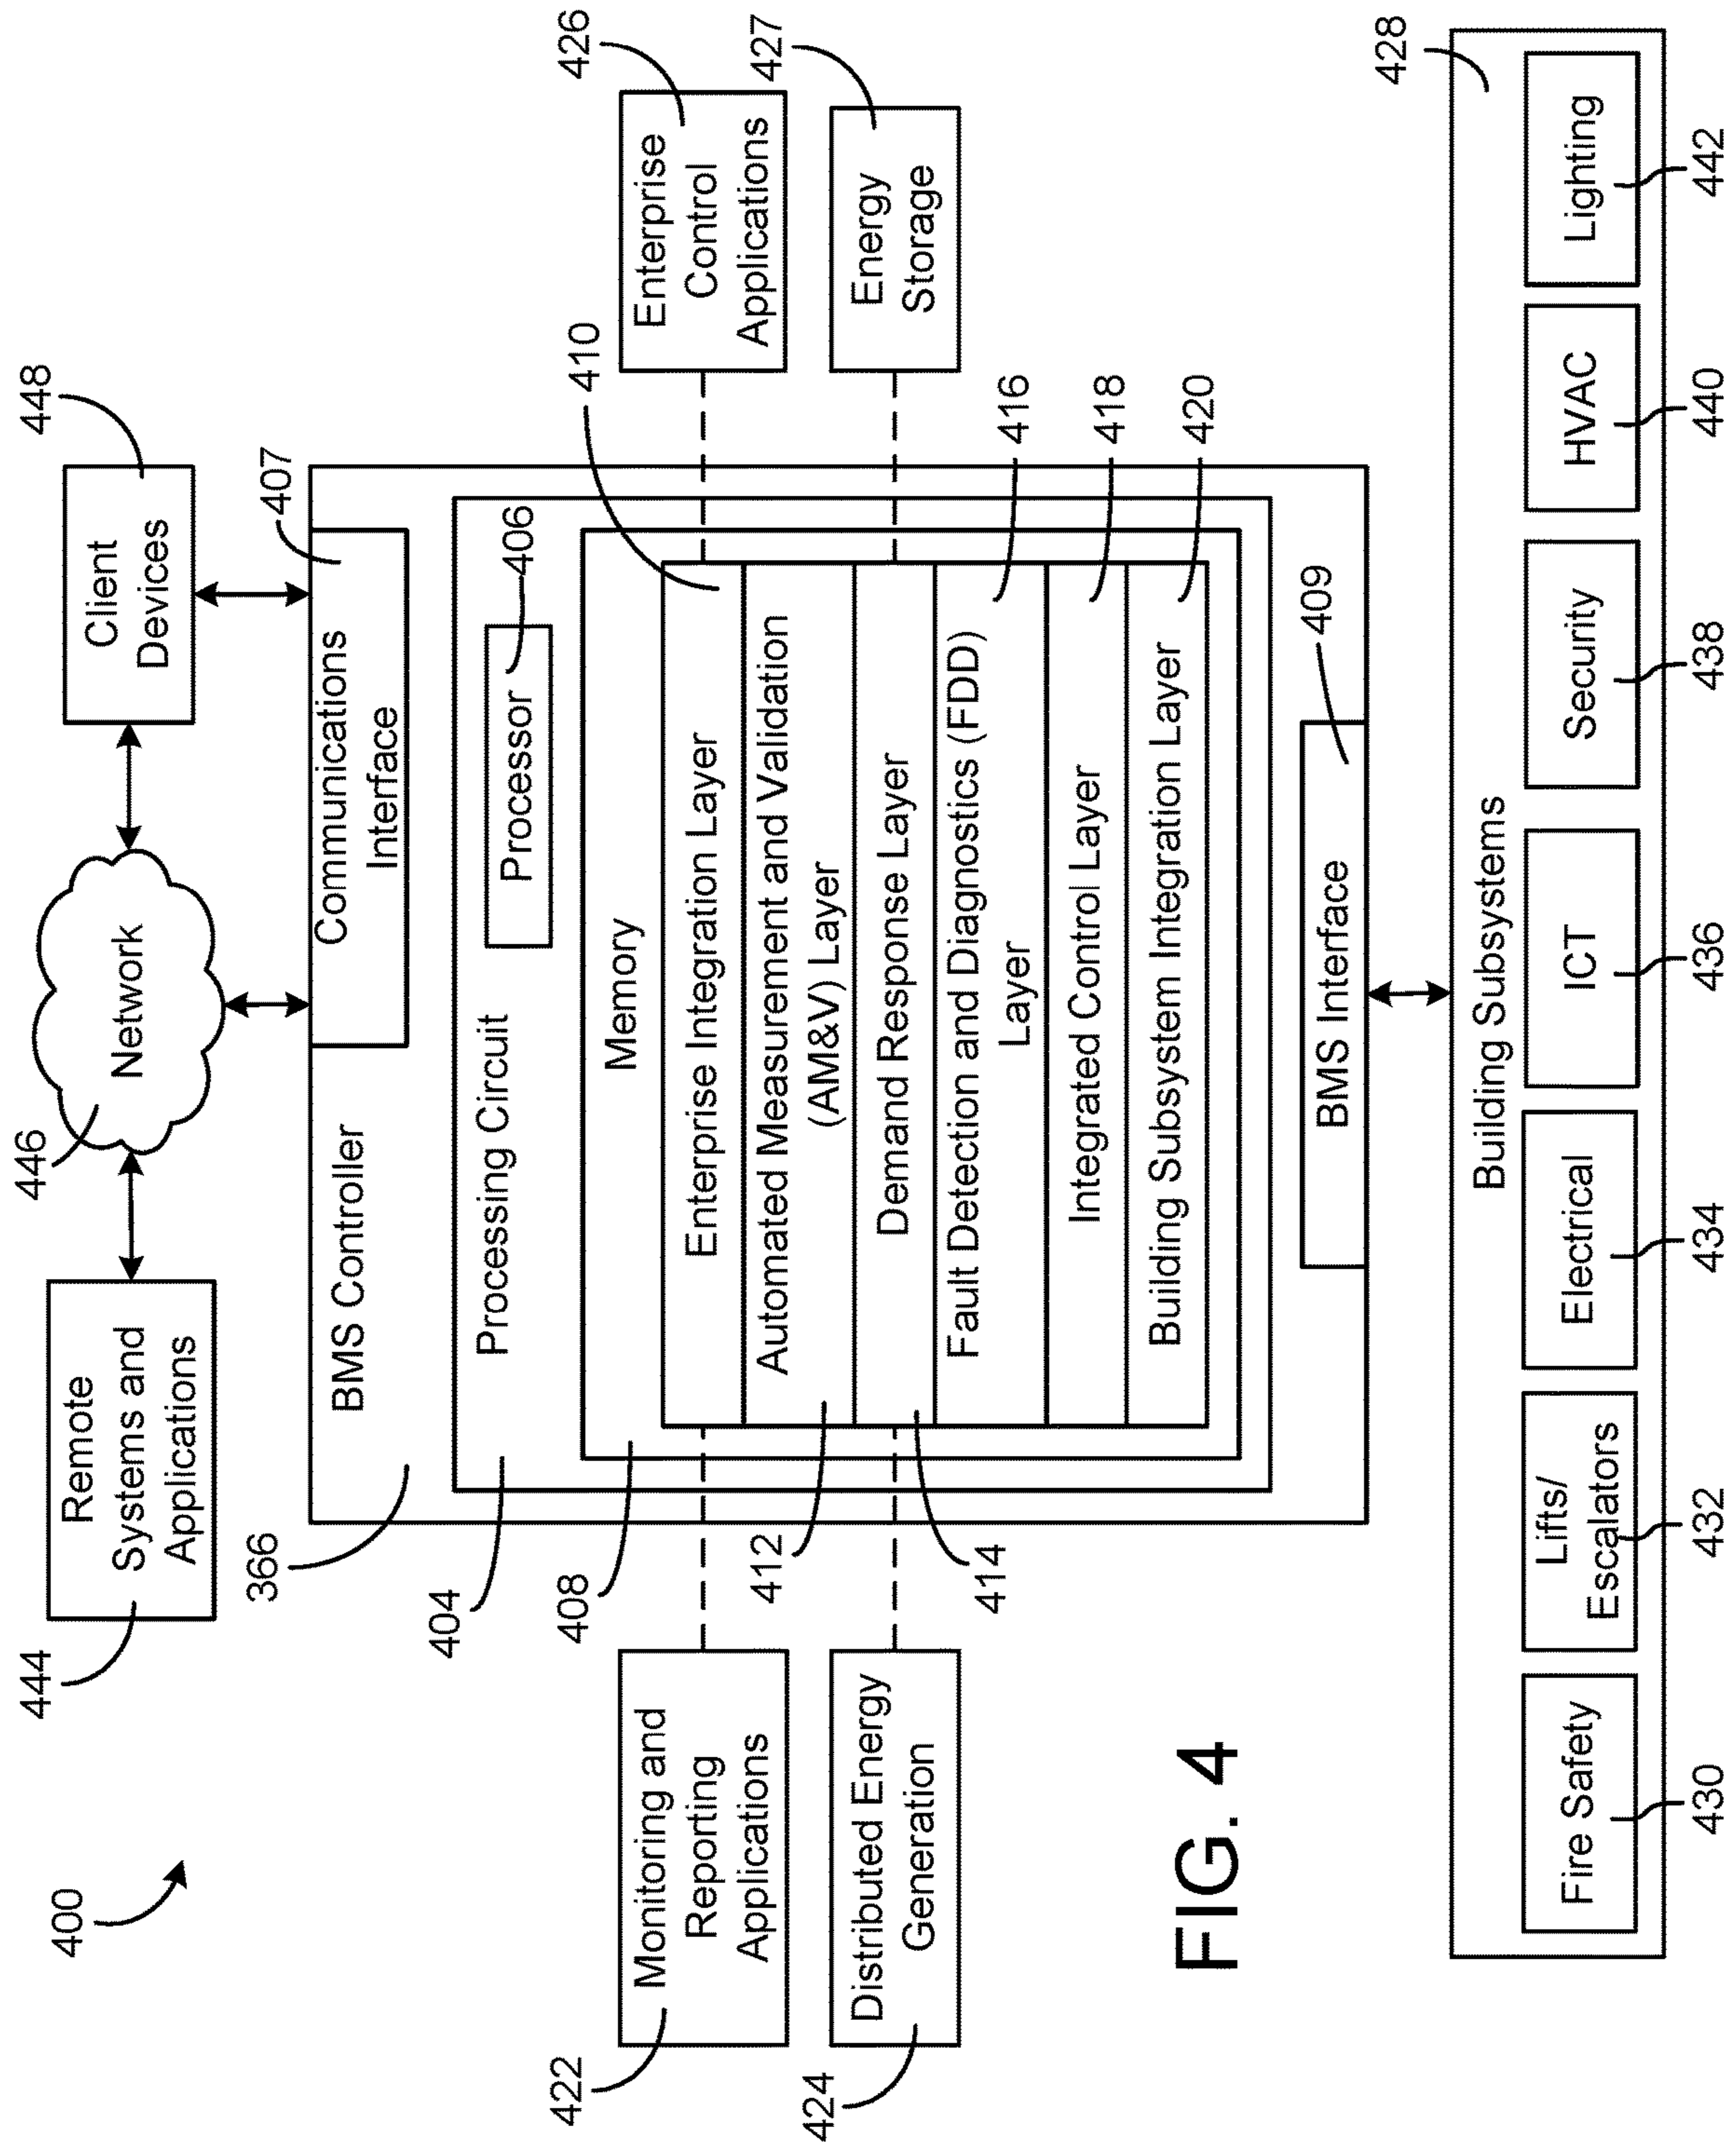 400
444
Remote
Systems and
Applications
446
Network
448
Client
Devices
366
BMS Controller
407
Communications
Interface
404
Processing Circuit
406
Processor
408
Memory
410
Enterprise Integration Layer
412
Automated Measurement and Validation
(AM&V) Layer
414
Demand Response Layer
416
Fault Detection and Diagnostics (FDD)
Layer
418
Integrated Control Layer
420
Building Subsystem Integration Layer
422
Monitoring and
Reporting
Applications
424
Distributed Energy
Generation
426
Enterprise
Control
Applications
427
Energy
Storage
409
BMS Interface
FIG. 4
428
Building Subsystems
Fire Safety
Lifts/
Escalators
Electrical
ICT
Security
HVAC
Lighting
430
432
434
436
438
440
442